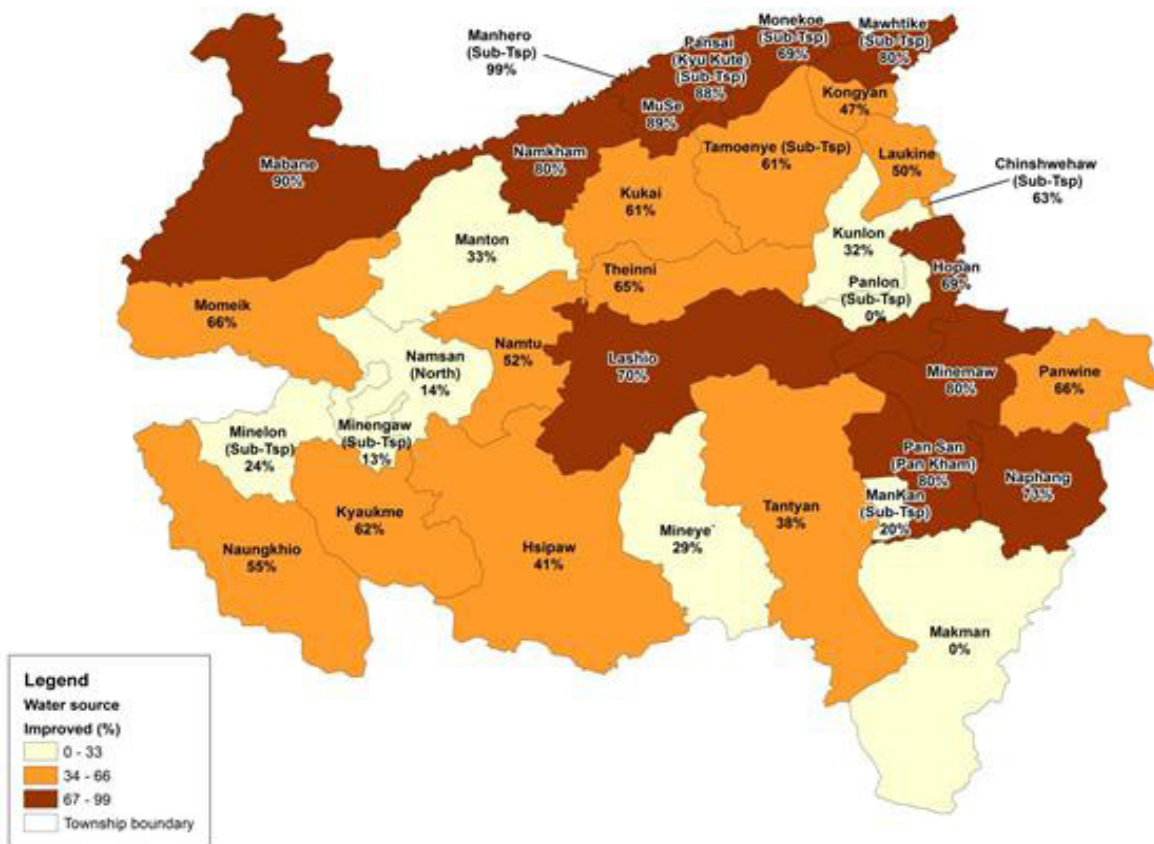 Manhero
(Sub-Tsp)
99%
Pansai
(Kyu Kute)
(Sub-Tsp)
88%
Monekoe
(Sub-Tsp)
69%
Mawhtike
(Sub-Tsp)
80%
MuSe
89%
Kongyan
47%
Mabane
90%
Namkham
80%
Tamoenye (Sub-Tsp)
61%
Laukine
50%
Chinshwehaw
(Sub-Tsp)
63%
Kukai
61%
Kunlon
32%
Manton
33%
Theinni
65%
Panlon
(Sub-Tsp)
0%
Hopan
69%
Momeik
66%
Namtu
52%
Namsan
(North)
14%
Lashio
70%
Minemaw
80%
Panwine
66%
Minelon
(Sub-Tsp)
24%
Minengaw
(Sub-Tsp)
13%
Pan San
(Pan Kham)
80%
Naphang
73%
ManKan
(Sub-Tsp)
20%
Kyaukme
62%
Tantyan
38%
Mineye`
29%
Naungkhio
55%
Hsipaw
41%
Makman
0%
Legend
Water source
Improved (%)
0 - 33
34 - 66
67 - 99
Township boundary